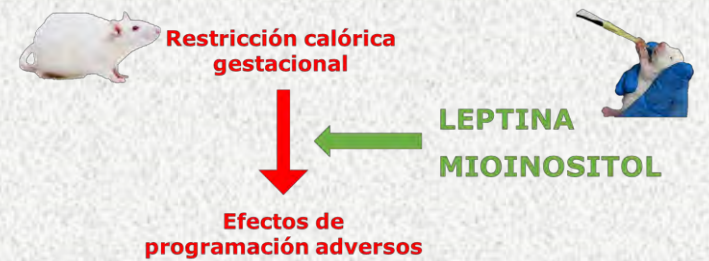 Restricción calórica
gestacional
LEPTINA
MIOINOSITOL
Efectos de
programación adversos